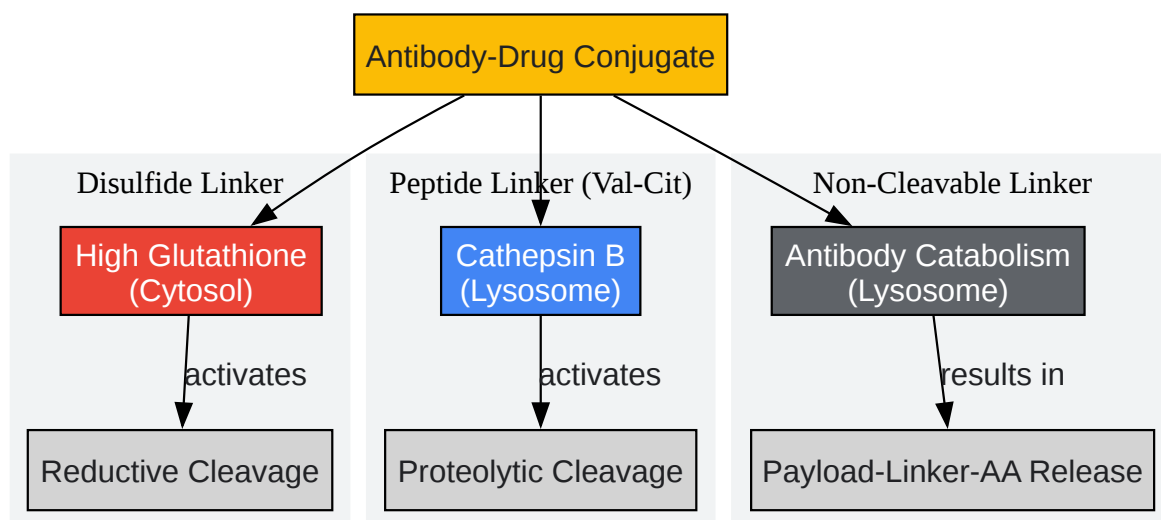 Antibody-Drug Conjugate
Disulfide Linker
Peptide Linker (Val-Cit)
Non-Cleavable Linker
High Glutathione
(Cytosol)
Cathepsin B
(Lysosome)
Antibody Catabolism
(Lysosome)
activates
activates
results in
Reductive Cleavage
Proteolytic Cleavage
Payload-Linker-AA Release